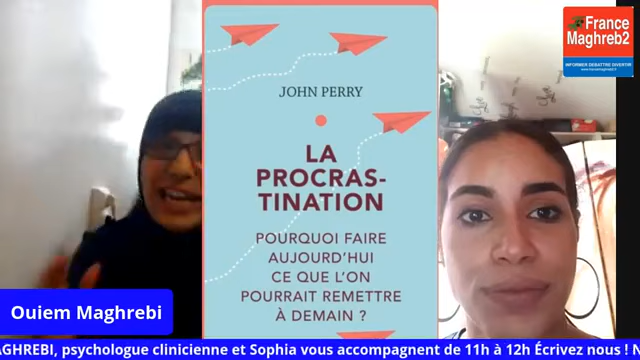 France
Maghreb2
INFORMER DEBATTRE DIVERTIR
JOHN PERRY
LA
PROCRAS-
TINATION
POURQUOI FAIRE
AUJOURD'HUI
CE QUE L'ON
POURRAIT REMETTRE
À DEMAIN ?
Ouiem Maghrebi
AGHREBI, psychologue clinicienne et Sophia vous accompagnent de 11h à 12h Écrivez nous !